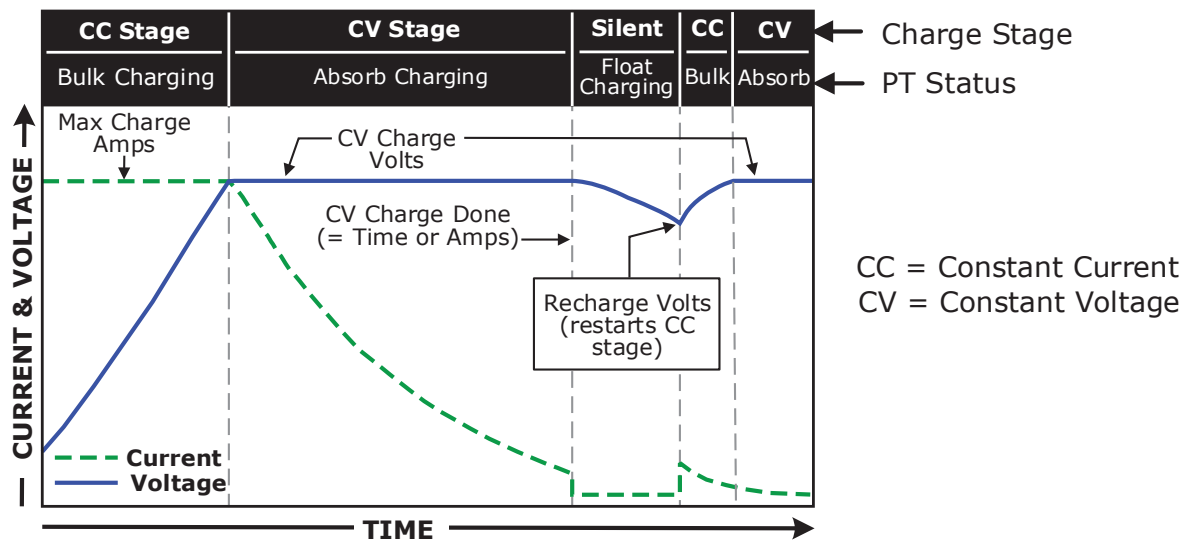 CC Stage
CV Stage
Silent
CC
CV
Charge Stage
Bulk Charging
Absorb Charging
Float
Charging
Bulk
Absorb
PT Status
Max Charge
Amps
CV Charge
Volts
CV Charge Done
(= Time or Amps)
Recharge Volts
(restarts CC
stage)
CC = Constant Current
CV = Constant Voltage
CURRENT & VOLTAGE
Current
Voltage
TIME